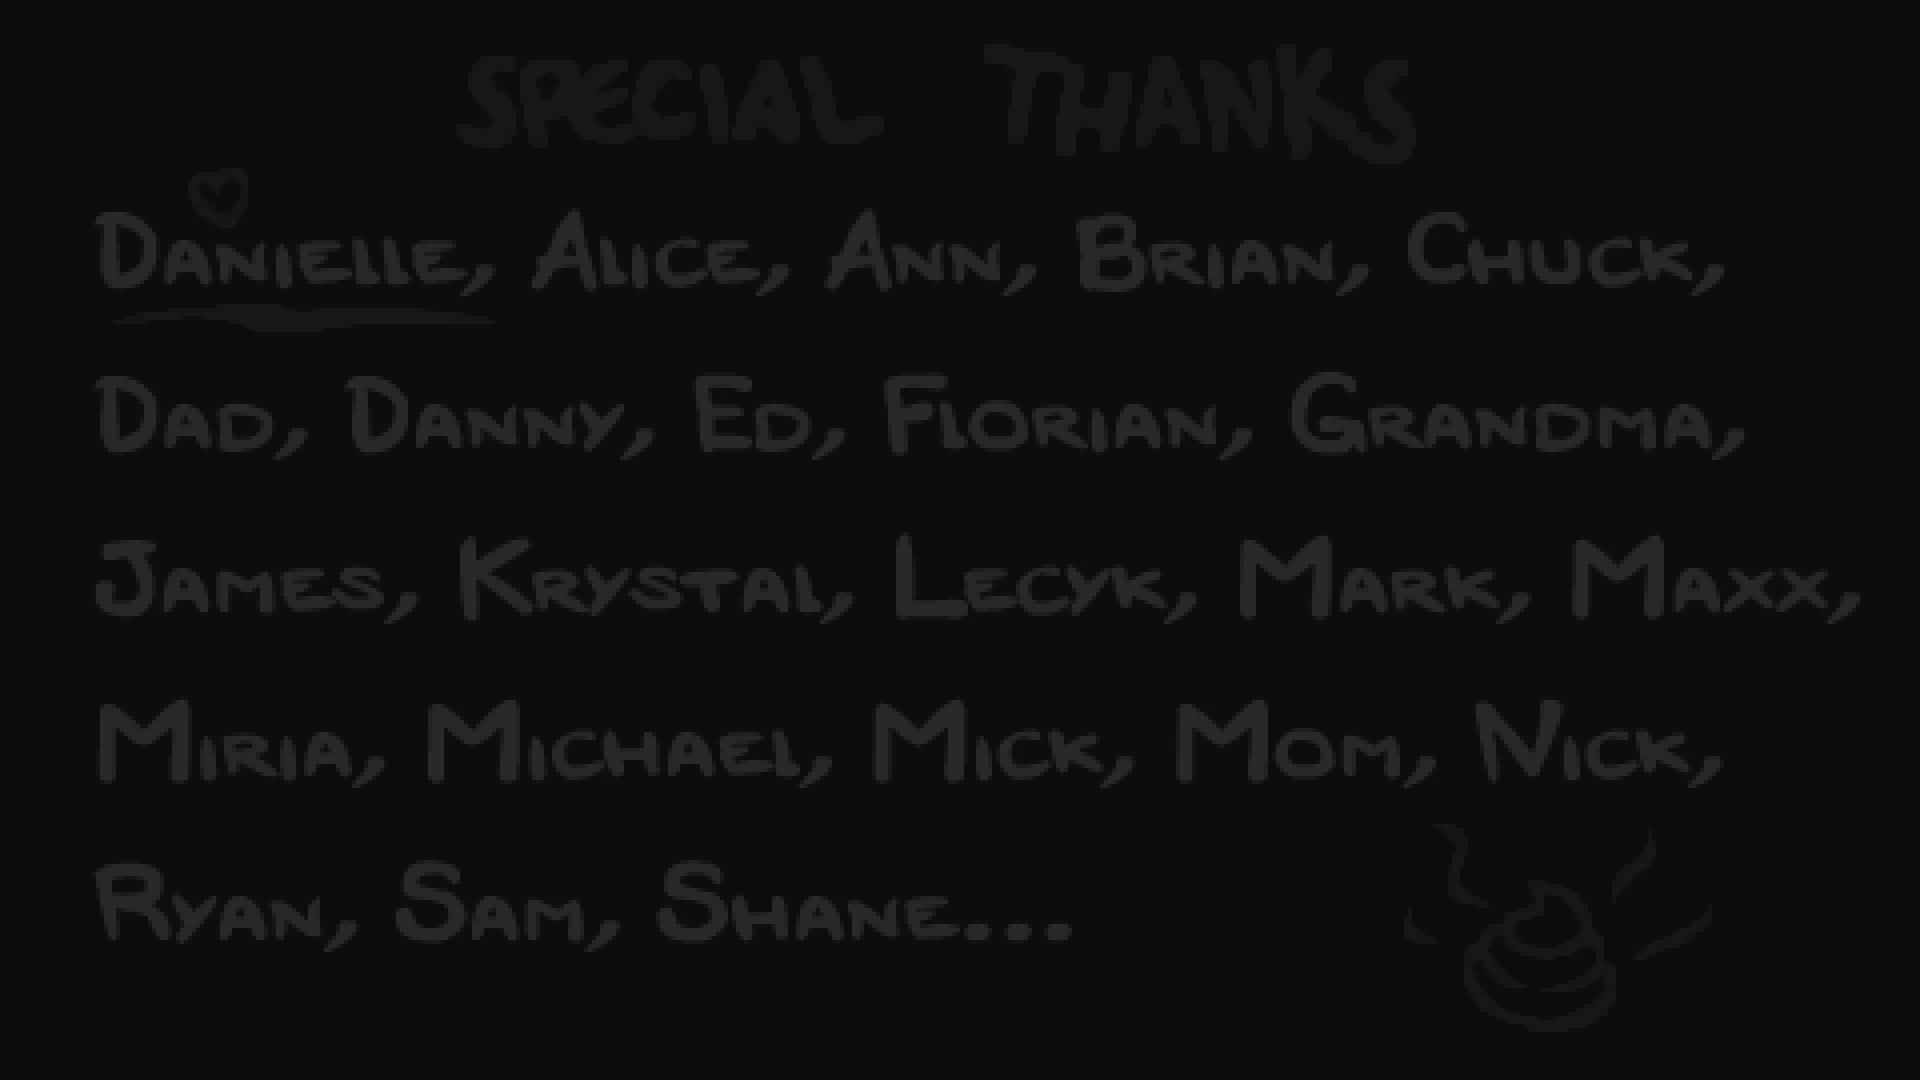 SPECIAL THANKS
DANIELLE, ALICE, ANN, BRIAN, CHUCK,
DAD, DANNY, ED, FLORIAN, GRANDMA,
JAMES, KRYSTAL, LECYK, MARK, MAXX,
MIRIA, MICHAEL, MICK, MOM, NICK,
RYAN, SAM, SHANE...